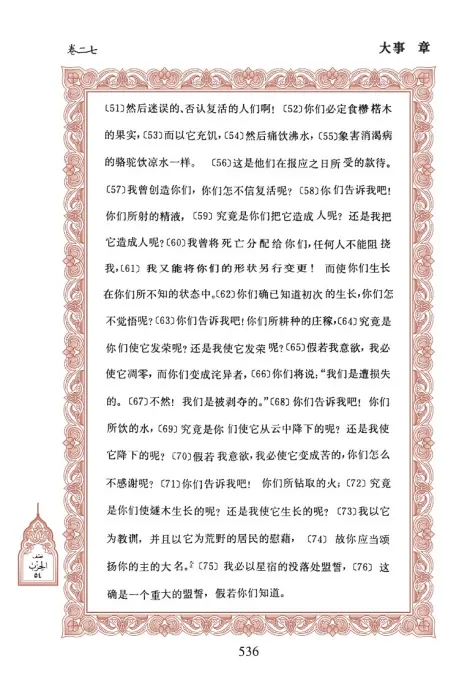 卷二七
大事 章
(51)然后迷误的、否认复活的人们啊! (52)你们必定食欑楛木
的果实,(53)而以它充饥,(54)然后痛饮沸水,(55)象害消渴病
的骆驼饮凉水一样。 (56)这是他们在报应之日所受的款待。
(57)我曾创造你们,你们怎不信复活呢? (58)你们告诉我吧!
你们所射的精液, (59) 究竟是你们把它造成人呢? 还是我把
它造成人呢?(60)我曾将死亡分配给你们,任何人不能阻挠
我,(61) 我又能将你们的形状另行变更! 而使你们生长
在你们所不知的状态中。(62)你们确已知道初次的生长,你们怎
不觉悟呢? (63)你们告诉我吧!你们所耕种的庄稼,(64)究竟是
你们使它发荣呢? 还是我使它发荣呢?(65)假若我意欲,我必
使它凋零,而你们变成诧异者,(66)你们将说:“我们是遭损失
的。(67)不然! 我们是被剥夺的。”(68)你们告诉我吧! 你们
所饮的水,(69)究竟是你们使它从云中降下的呢? 还是我使
它降下的呢? (70)假若我意欲,我必使它变成苦的,你们怎么
不感谢呢? (71)你们告诉我吧! 你们所钻取的火;(72)究竟
是你们使燧木生长的呢? 还是我使它生长的呢? (73)我以它
为教训, 并且以它为荒野的居民的慰藉, (74) 故你应当颂
扬你的主的大名。(75)我必以星宿的没落处盟誓,(76)这
确是一个重大的盟誓,假若你们知道。
نصف
الحزب
٥٤
536